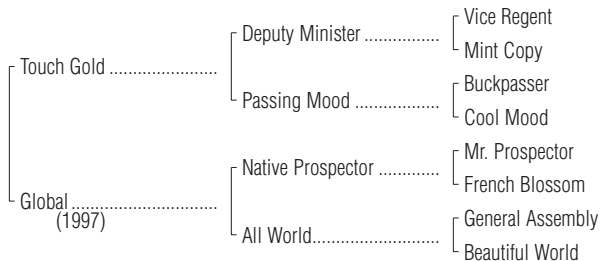 Vice Regent
Deputy Minister ................
Mint Copy
Touch Gold .......................
Buckpasser
Passing Mood ..................
Cool Mood
Mr. Prospector
Native Prospector .............
French Blossom
Global ...............................
(1997)
General Assembly
All World...........................
Beautiful World